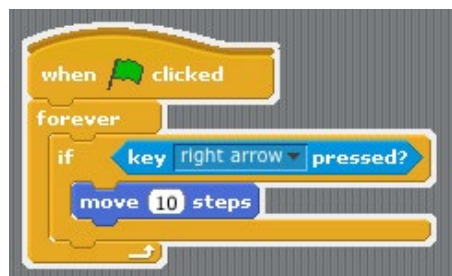 when clicked
forever
if key right arrow pressed?
move 10 steps